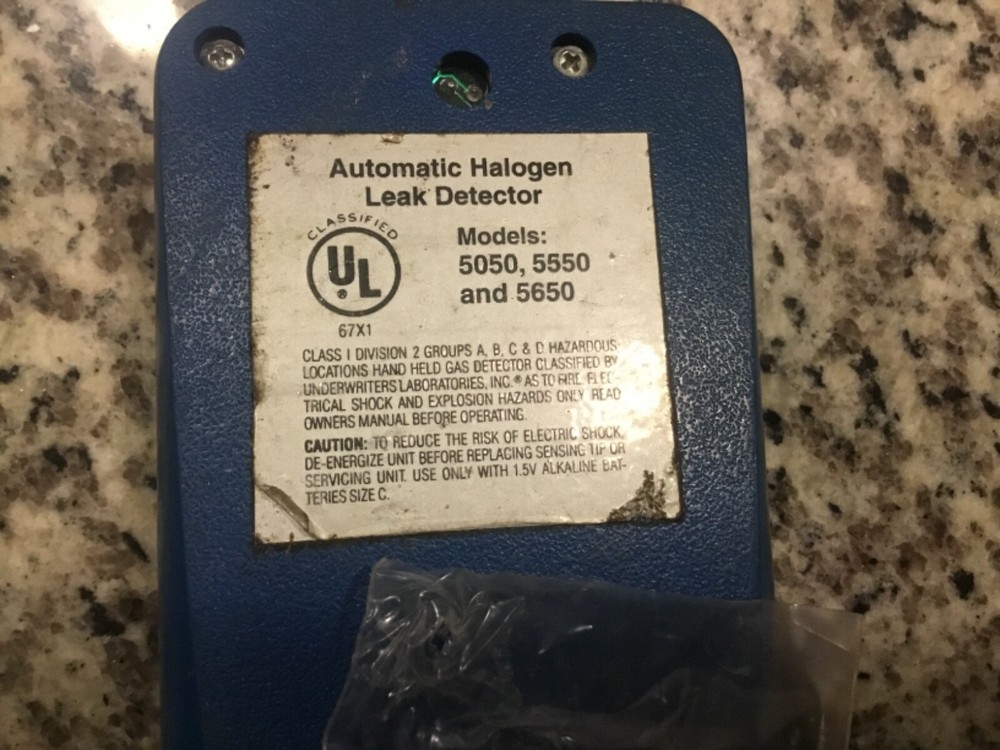 Automatic Halogen
Leak Detector
CLASSIFIED
UL
®
67X1
Models:
5050, 5550
and 5650
CLASS I DIVISION 2 GROUPS A, B, C & D HAZARDOUS
LOCATIONS HAND HELD GAS DETECTOR CLASSIFIED BY
UNDERWRITERS LABORATORIES, INC.® AS TO FIRE, ELEC-
TRICAL SHOCK AND EXPLOSION HAZARDS ONLY READ
OWNERS MANUAL BEFORE OPERATING.
CAUTION: TO REDUCE THE RISK OF ELECTRIC SHOCK,
DE-ENERGIZE UNIT BEFORE REPLACING SENSING TIP OR
SERVICING UNIT. USE ONLY WITH 1.5V ALKALINE BAT-
TERIES SIZE C.